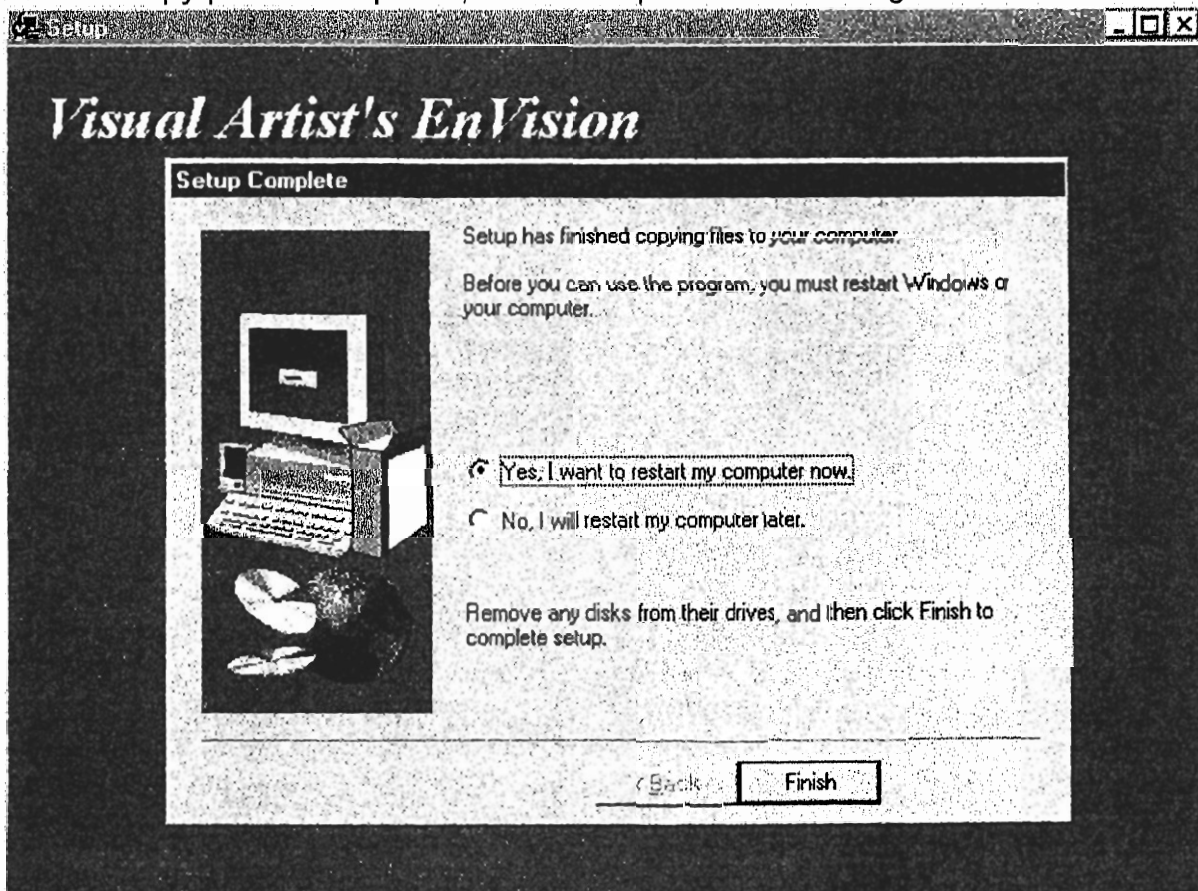 Setup
Visual Artist's EnVision
Setup Complete
Setup has finished copying files to your computer.
Before you can use the program, you must restart Windows or
your computer.
Yes, I want to restart my computer now.
No, I will restart my computer later.
Remove any disks from their drives, and then click Finish to
complete setup.
< Back
Finish